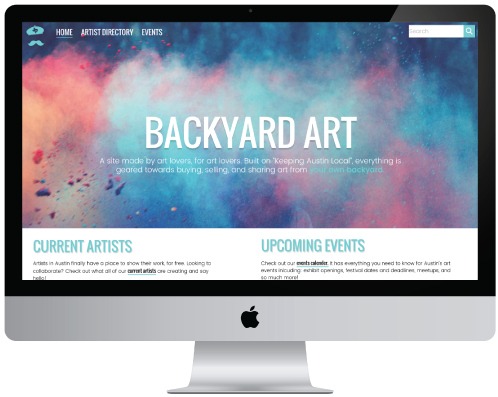 HOME ARTIST DIRECTORY EVENTS Search
BACKYARD ART
A site made by art lovers, for art lovers. Built on "Keeping Austin Local", everything is
geared towards buying, selling, and sharing art from your own backyard.
CURRENT ARTISTS
Artists in Austin finally have a place to show their work, for free. Looking to
collaborate? Check out what all of our current artists are creating and say
hello!
UPCOMING EVENTS
Check out our events calendar, it has everything you need to know for Austin's art
events including: exhibit openings, festival dates and deadlines, meetups, and
so much more!